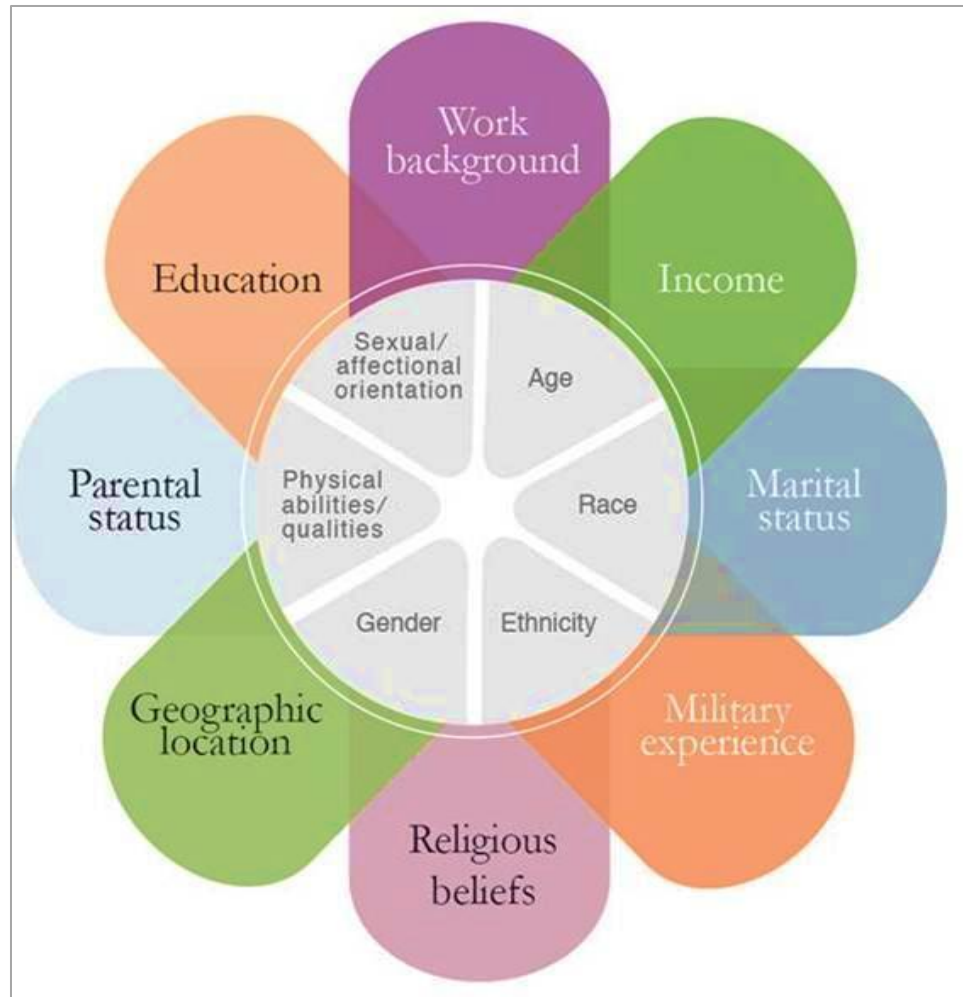 Work
background
Income
Marital
status
Military
experience
Religious
beliefs
Geographic
location
Parental
status
Education
Sexual/
affectional
orientation
Age
Race
Ethnicity
Gender
Physical
abilities/
qualities